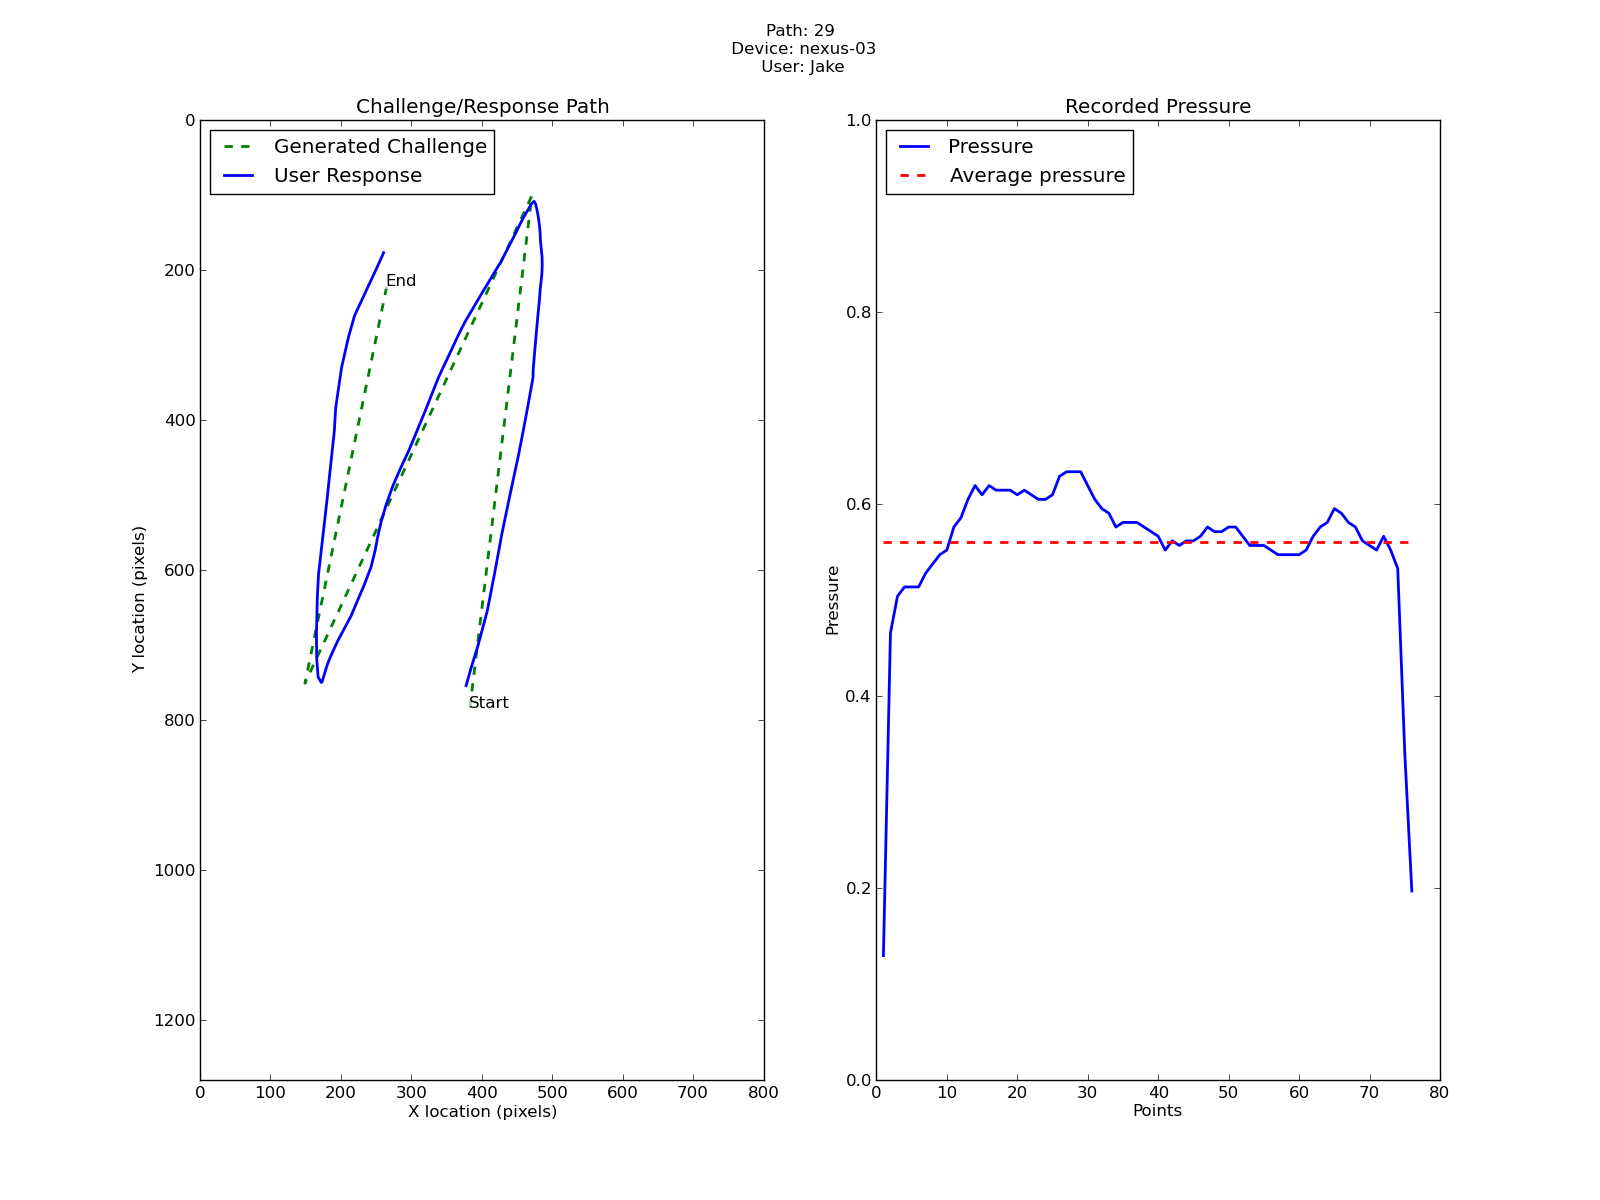 Path: 29
Device: nexus-03
User: Jake
Challenge/Response Path
Generated Challenge
User Response
End
Start
0
200
400
600
800
1000
1200
Y location (pixels)
0 100 200 300 400 500 600 700 800
X location (pixels)
Recorded Pressure
Pressure
Average pressure
1.0
0.8
0.6
0.4
0.2
0.0
Pressure
0 10 20 30 40 50 60 70 80
Points